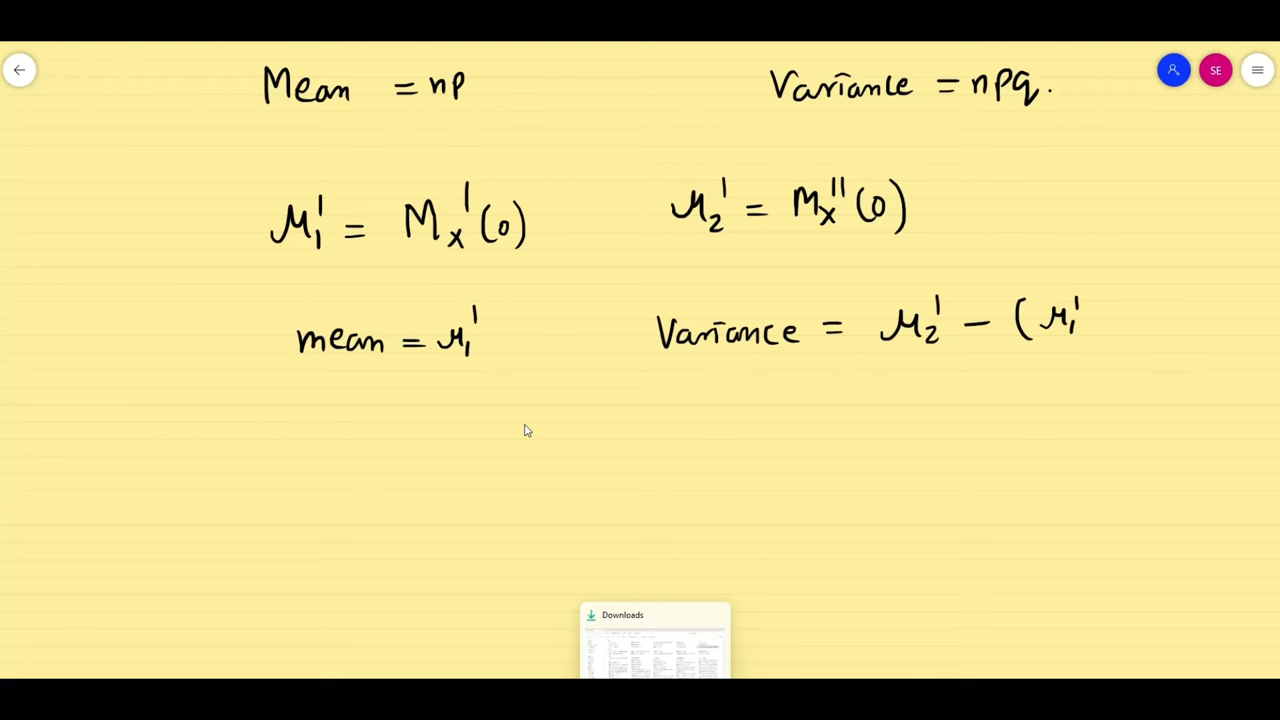 Mean = np Variance = npq.
SE
μ₁' = Mₓ'(0) μ₂' = Mₓ''(0)
mean = μ₁' Variance = μ₂' - (μ₁'
Downloads